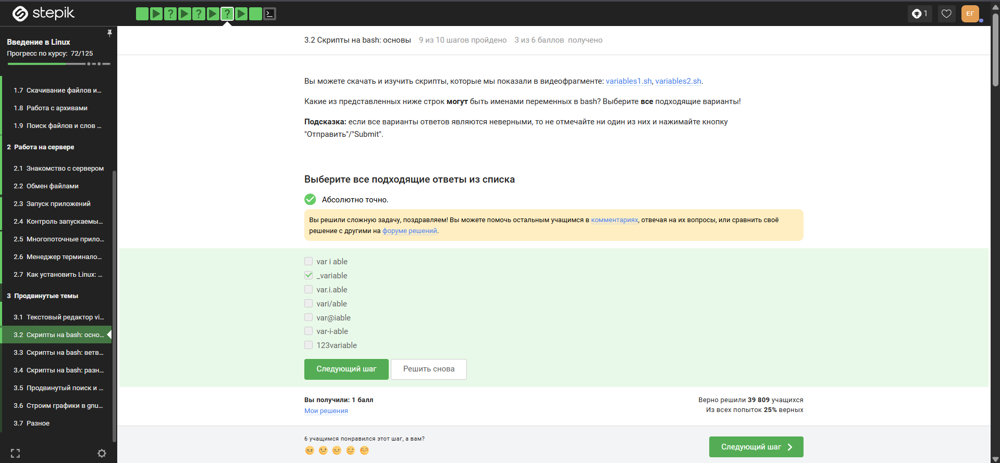 stepik
? ? ?
1
ЕГ
Введение в Linux
Прогресс по курсу: 72/125
1.7 Скачивание файлов и...
1.8 Работа с архивами
1.9 Поиск файлов и слов ...
2 Работа на сервере
2.1 Знакомство с сервером
2.2 Обмен файлами
2.3 Запуск приложений
2.4 Контроль запускаемы...
2.5 Многопоточные прило...
2.6 Менеджер терминало...
2.7 Как установить Linux: ...
3 Продвинутые темы
3.1 Текстовый редактор vi...
3.2 Скрипты на bash: осно...
3.3 Скрипты на bash: ветв...
3.4 Скрипты на bash: разн...
3.5 Продвинутый поиск и ...
3.6 Строим графики в gnu...
3.7 Разное
3.2 Скрипты на bash: основы 9 из 10 шагов пройдено 3 из 6 баллов получено
Вы можете скачать и изучить скрипты, которые мы показали в видеофрагменте: variables1.sh, variables2.sh.
Какие из представленных ниже строк могут быть именами переменных в bash? Выберите все подходящие варианты!
Подсказка: если все варианты ответов являются неверными, то не отмечайте ни один из них и нажимайте кнопку
"Отправить"/"Submit".
Выберите все подходящие ответы из списка
Абсолютно точно.
Вы решили сложную задачу, поздравляем! Вы можете помочь остальным учащимся в комментариях, отвечая на их вопросы, или сравнить своё
решение с другими на форуме решений.
var i able
_variable
var.i.able
vari/able
var@iable
var-i-able
123variable
Следующий шаг Решить снова
Вы получили: 1 балл
Мои решения
Верно решили 39 809 учащихся
Из всех попыток 25% верных
6 учащимся понравился этот шаг, а вам?
Следующий шаг